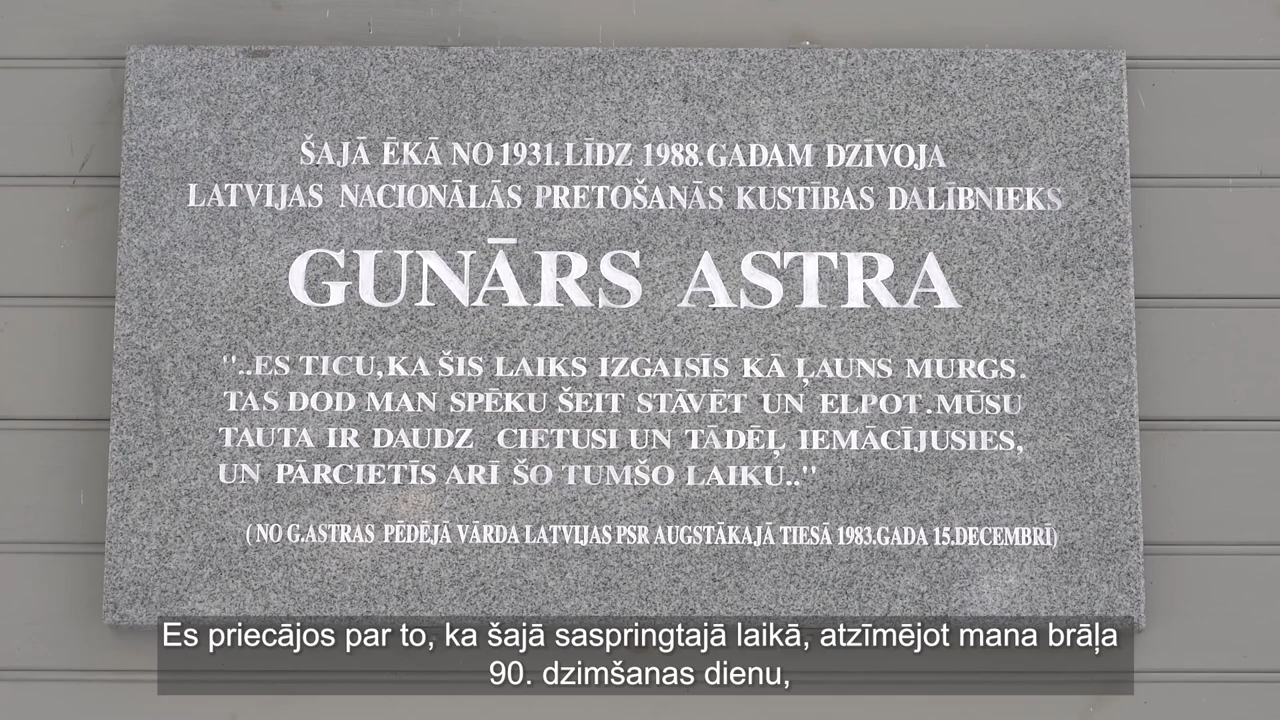 ŠAJĀ ĒKĀ NO 1931.LĪDZ 1988.GADAM DZĪVOJA
LATVIJAS NACIONĀLĀS PRETOŠANĀS KUSTĪBAS DALĪBNIEKS
GUNĀRS ASTRA
"..ES TICU,KA ŠIS LAIKS IZGAISĪS KĀ ĻAUNS MURGS.
TAS DOD MAN SPĒKU ŠEIT STĀVĒT UN ELPOT.MŪSU
TAUTA IR DAUDZ CIETUSI UN TĀDĒĻ IEMĀCĪJUSIES,
UN PĀRCIETĪS ARĪ ŠO TUMŠO LAIKU.."
(NO G.ASTRAS PĒDĒJĀ VĀRDA LATVIJAS PSR AUGSTĀKAJĀ TIESĀ 1983.GADA 15.DECEMBRĪ)
Es priecājos par to, ka šajā saspringtajā laikā, atzīmējot mana brāļa
90. dzimšanas dienu,